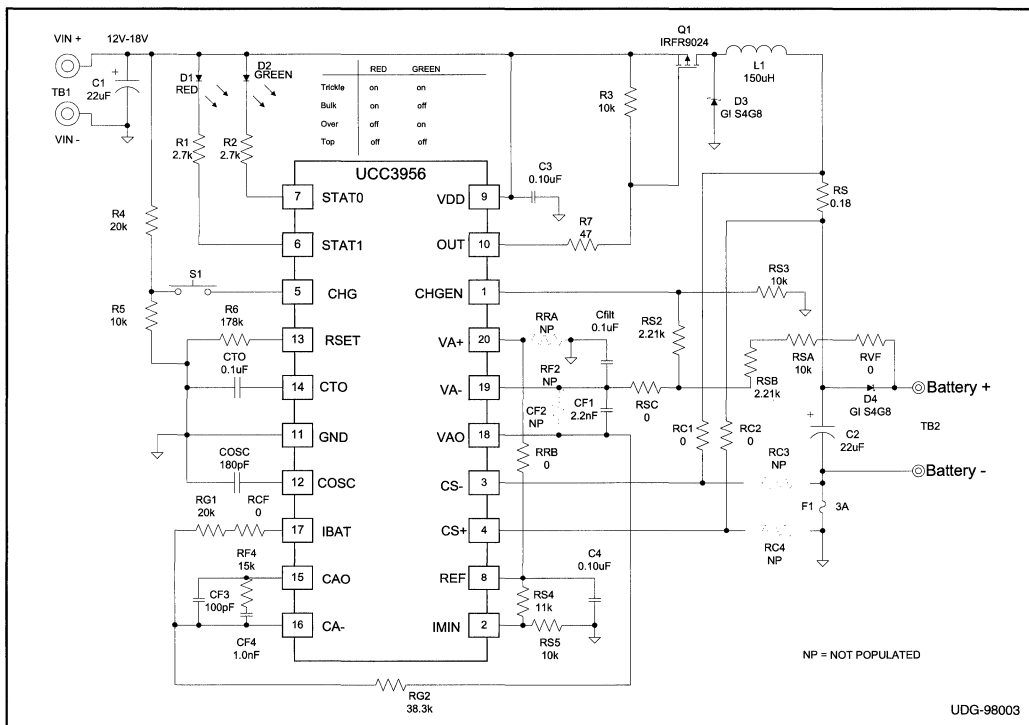 VIN + 12V-18V
C1
22uF
TB1
VIN -
D1
RED
D2
GREEN
RED GREEN
Trickle on on
Bulk on off
Over off on
Top off off
Q1
IRFR9024
L1
150uH
R3
10k
D3
GI S4G8
R1
2.7k
R2
2.7k
UCC3956
C3
0.10uF
RS
0.18
7 STAT0
VDD 9
R4
20k
R7
47
6 STAT1
OUT 10
S1
5 CHG
CHGEN 1
RS3
10k
R5
10k
R6
178k
RRA
NP
Cfilt
0.1uF
RS2
2.21k
13 RSET
VA+ 20
RSA
10k
RVF
0
CTO
0.1uF
RF2
NP
RSB
2.21k
14 CTO
VA- 19
D4
GI S4G8
Battery +
CF2
NP
CF1
2.2nF
RSC
0
TB2
11 GND
VAO 18
RC1
0
RC2
0
C2
22uF
COSC
180pF
RRB
0
RC3
NP
Battery -
12 COSC
CS- 3
RG1
20k
RCF
0
F1 3A
17 IBAT
CS+ 4
RC4
NP
RF4
15k
C4
0.10uF
15 CAO
REF 8
CF3
100pF
RS4
11k
16 CA-
IMIN 2
CF4
1.0nF
RS5
10k
NP = NOT POPULATED
RG2
38.3k
UDG-98003